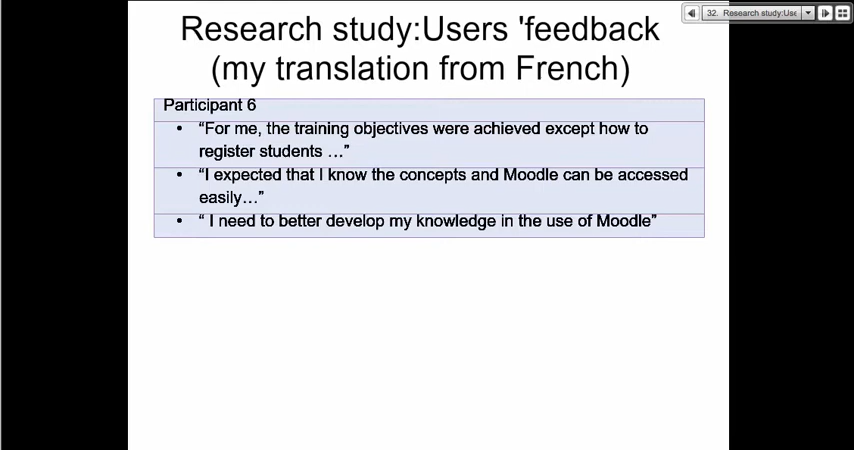 32. Research study:Use
Research study:Users 'feedback
(my translation from French)
Participant 6
• “For me, the training objectives were achieved except how to
register students …”
• “I expected that I know the concepts and Moodle can be accessed
easily…”
• “ I need to better develop my knowledge in the use of Moodle”